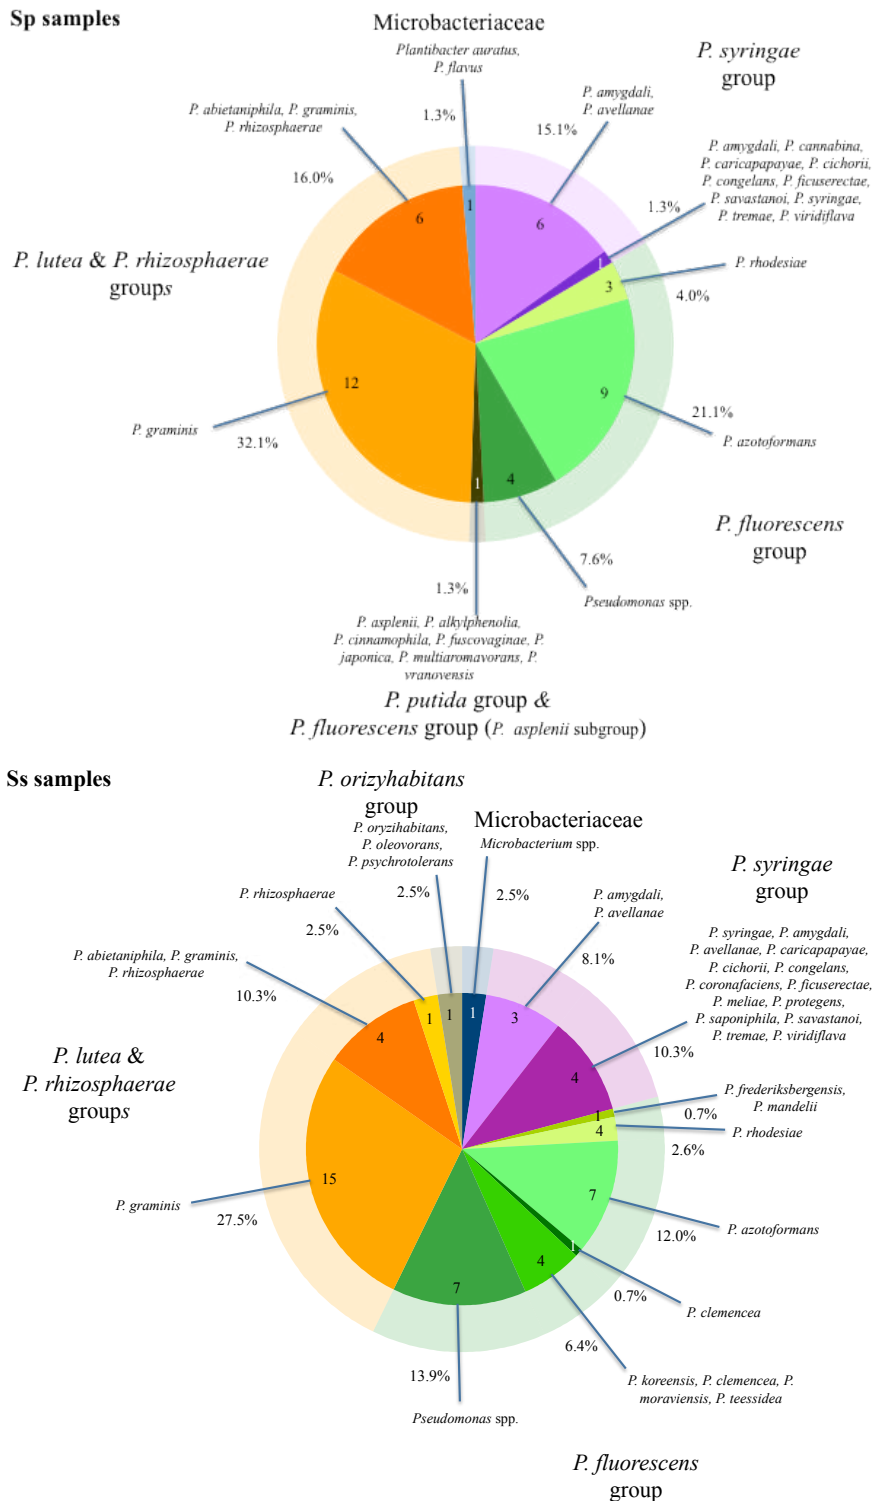 Sp samples
Microbacteriaceae
Plantibacter auratus,
P. flavus
1.3%
P. syringae
group
P. amygdali,
P. avellanae
15.1%
P. abietaniphila, P. graminis,
P. rhizosphaerae
16.0%
P. amygdali, P. cannabina,
P. caricapapayae, P. cichorii,
P. congelans, P. ficuserectae,
P. savastanoi, P. syringae,
P. tremae, P. viridiflava
1.3%
6
1
6
1
P. lutea & P. rhizosphaerae
groups
P. rhodesiae
3
4.0%
12
9
21.1%
P. azotoformans
P. graminis
32.1%
1
4
P. fluorescens
group
7.6%
Pseudomonas spp.
1.3%
P. asplenii, P. alkylphenolia,
P. cinnamophila, P. fuscovaginae, P.
japonica, P. multiaromavorans, P.
vranovensis
P. putida group &
P. fluorescens group (P. asplenii subgroup)
Ss samples
P. orizyhabitans
group
P. oryzihabitans,
P. oleovorans,
P. psychrotolerans
2.5%
Microbacteriaceae
Microbacterium spp.
2.5%
P. syringae
group
P. rhizosphaerae
2.5%
P. amygdali,
P. avellanae
8.1%
P. abietaniphila, P. graminis,
P. rhizosphaerae
10.3%
P. syringae, P. amygdali,
P. avellanae, P. caricapapayae,
P. cichorii, P. congelans,
P. coronafaciens, P. ficuserectae,
P. meliae, P. protegens,
P. saponiphila, P. savastanoi,
P. tremae, P. viridiflava
10.3%
4
1
1
1
3
4
P. lutea &
P. rhizosphaerae
groups
P. frederiksbergensis,
P. mandelii
0.7%
1
P. rhodesiae
4
2.6%
15
7
P. graminis
27.5%
P. azotoformans
12.0%
1
4
7
0.7%
P. clemencea
6.4%
P. koreensis, P. clemencea, P.
moraviensis, P. teessidea
13.9%
Pseudomonas spp.
P. fluorescens
group